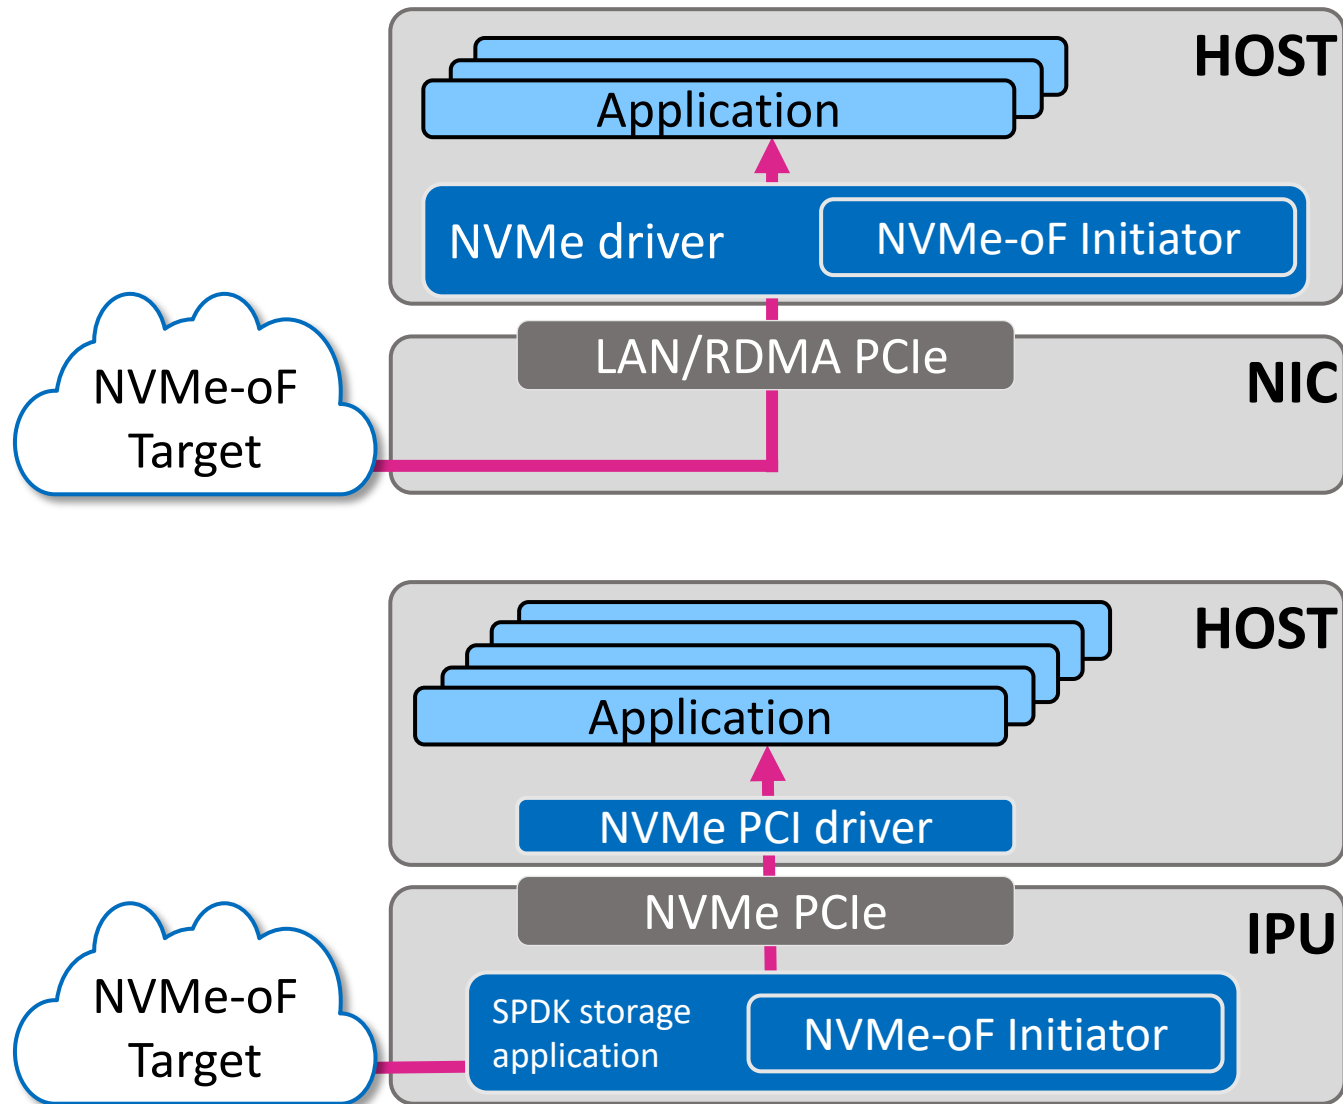 HOST
Application
NVMe driver
NVMe-oF Initiator
LAN/RDMA PCIe
NIC
NVMe-oF
Target
HOST
Application
NVMe PCI driver
NVMe PCIe
IPU
NVMe-oF
Target
SPDK storage
application
NVMe-oF Initiator